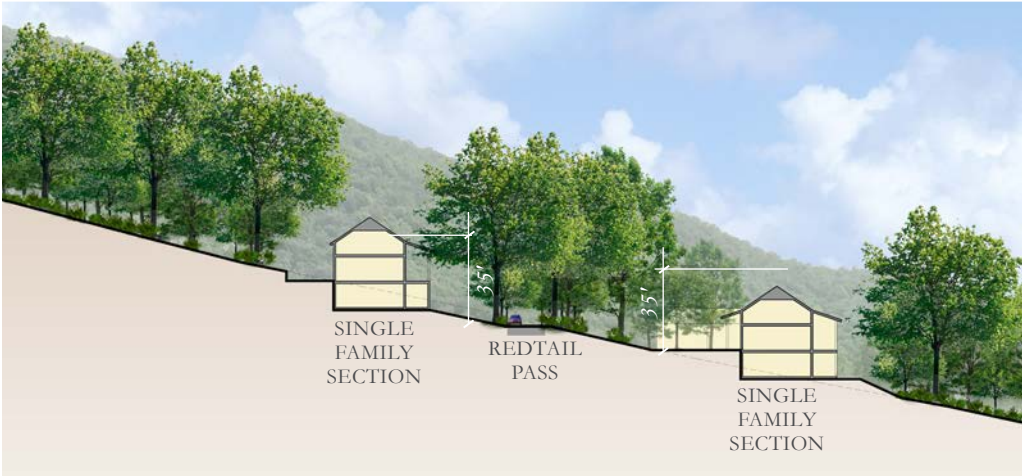 35'
35'
SINGLE
FAMILY
SECTION
REDTAIL
PASS
SINGLE
FAMILY
SECTION